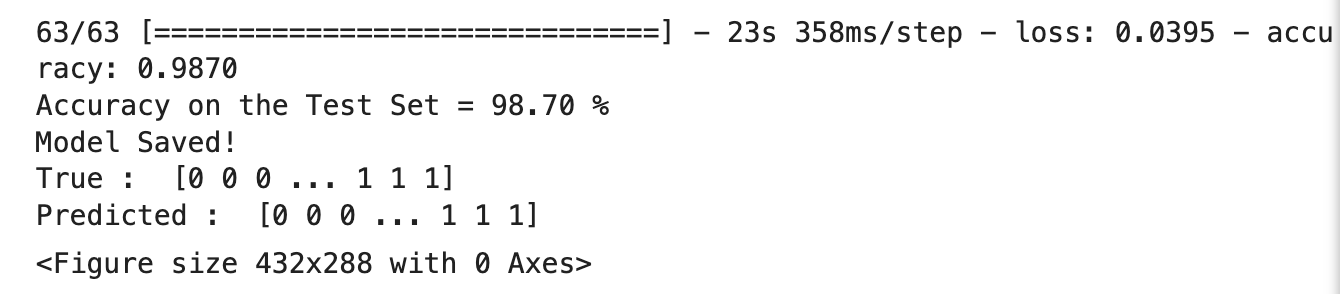 63/63 [==============================] - 23s 358ms/step - loss: 0.0395 - accu
racy: 0.9870
Accuracy on the Test Set = 98.70 %
Model Saved!
True :  [0 0 0 ... 1 1 1]
Predicted :  [0 0 0 ... 1 1 1]
<Figure size 432x288 with 0 Axes>